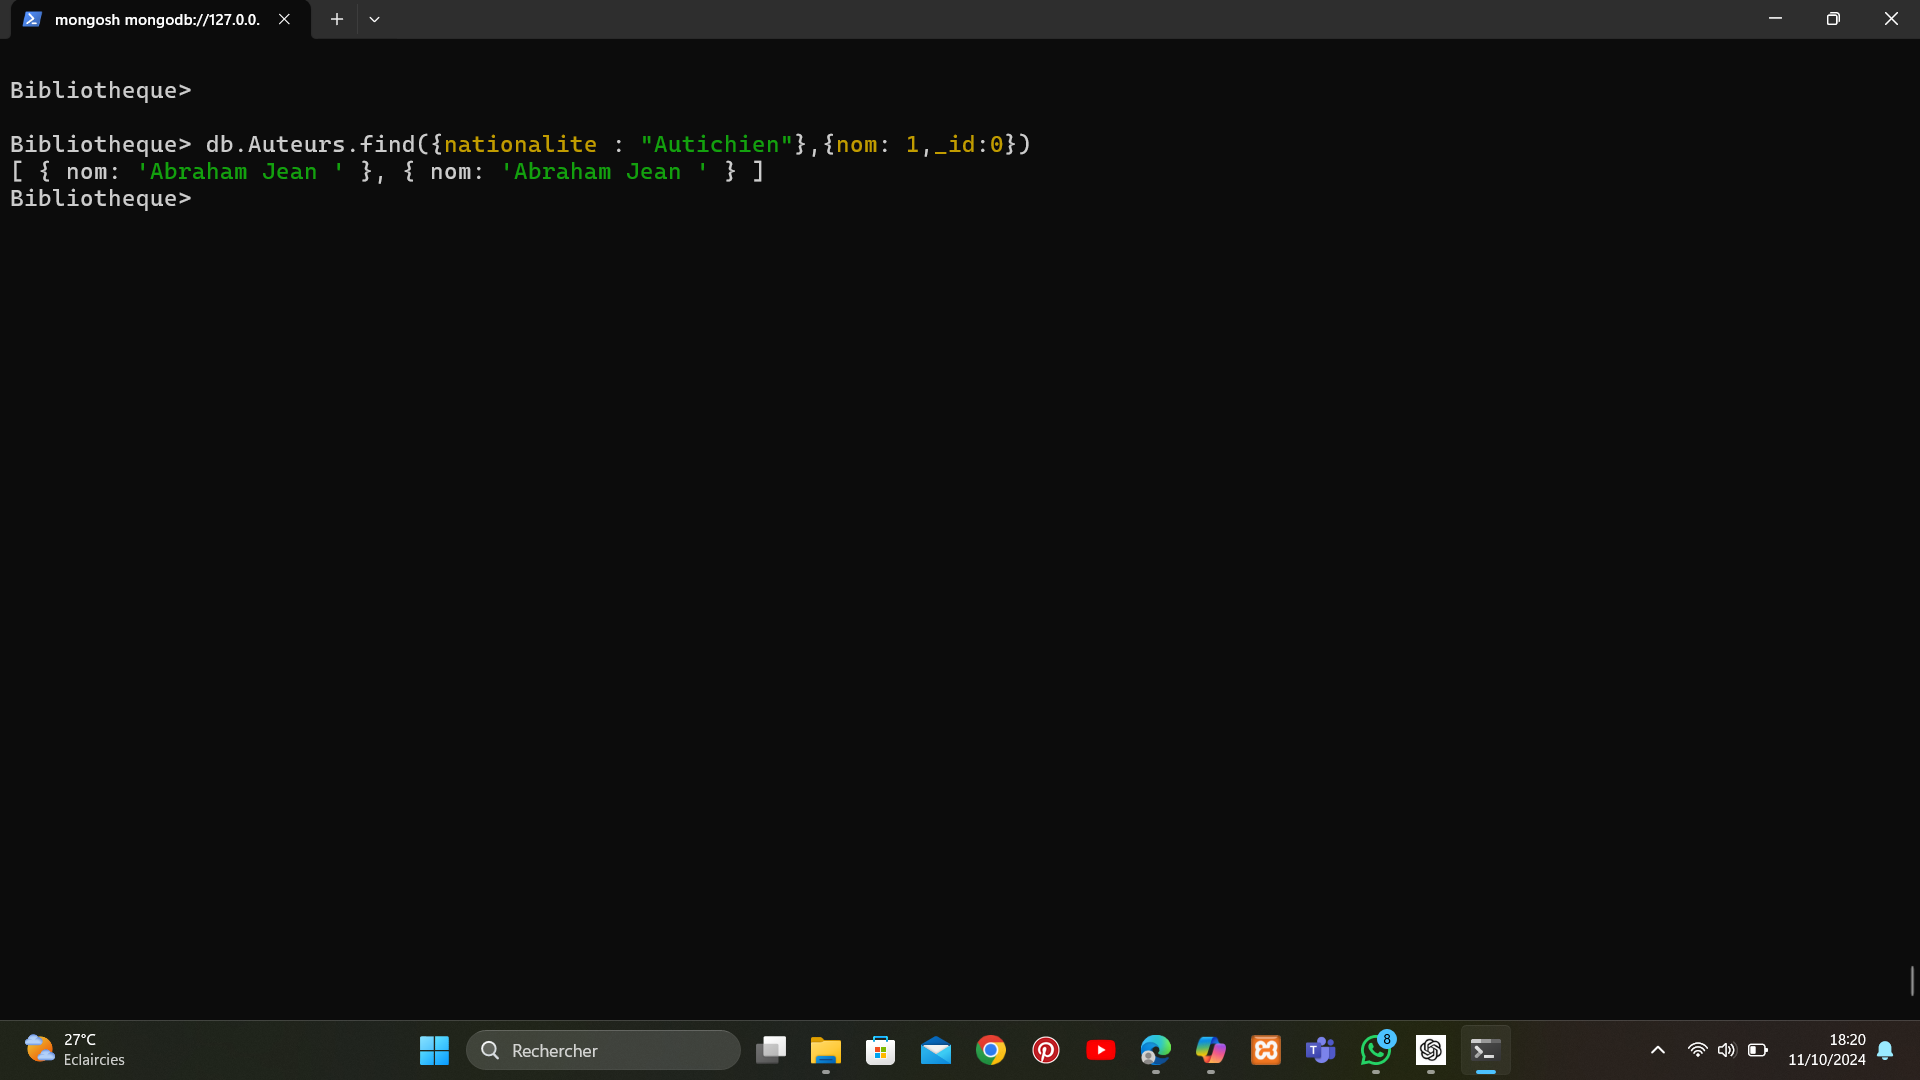 mongosh mongodb://127.0.0.
Bibliotheque>
Bibliotheque> db.Auteurs.find({nationalite : "Autichien"},{nom: 1,_id:0})
[ { nom: 'Abraham Jean ' }, { nom: 'Abraham Jean ' } ]
Bibliotheque>
27°C
Eclaircies
Rechercher
8
18:20
11/10/2024